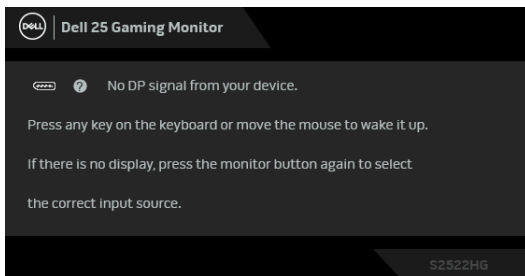 DELL
Dell 25 Gaming Monitor
No DP signal from your device.
Press any key on the keyboard or move the mouse to wake it up.
If there is no display, press the monitor button again to select
the correct input source.
S2522HG